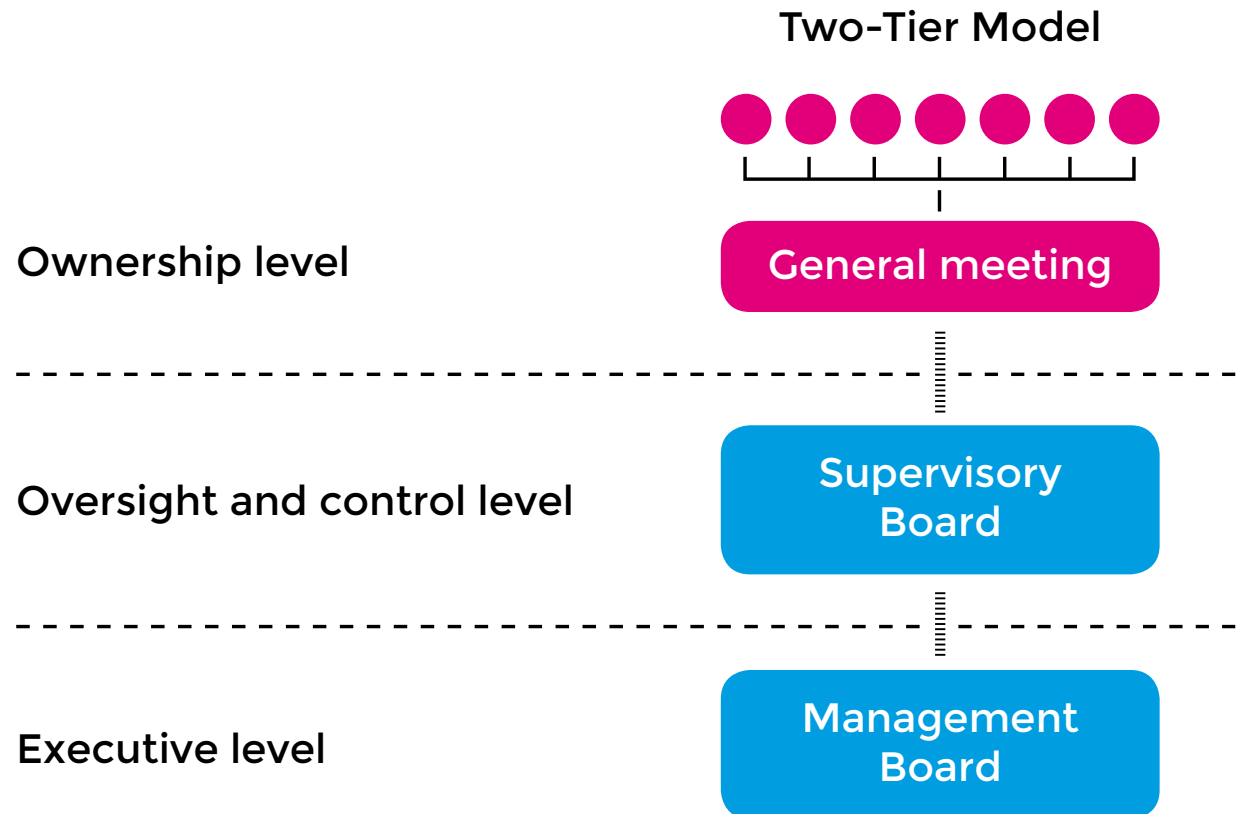 Two-Tier Model
Ownership level
General meeting
Oversight and control level
Supervisory
Board
Executive level
Management
Board